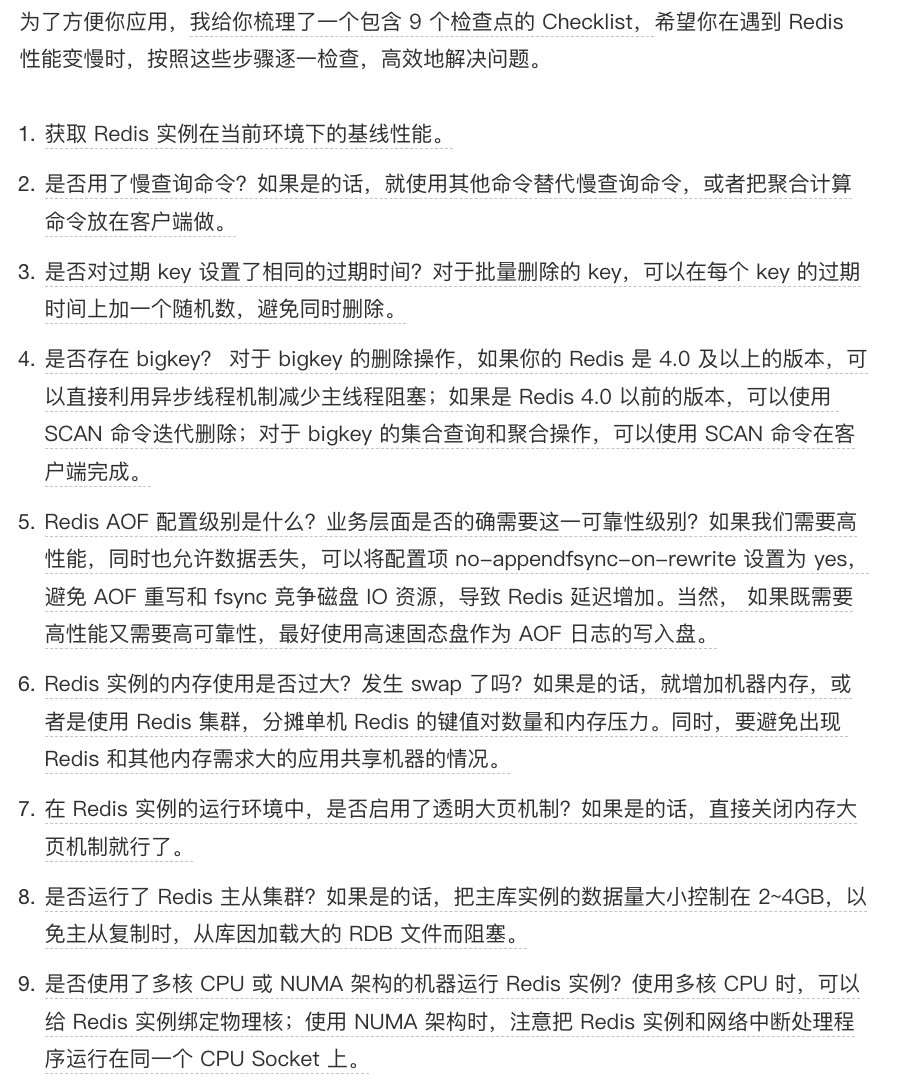 为了方便你应用，我给你梳理了一个包含 9 个检查点的 Checklist，希望你在遇到 Redis
性能变慢时，按照这些步骤逐一检查，高效地解决问题。
1. 获取 Redis 实例在当前环境下的基线性能。
2. 是否用了慢查询命令？如果是的话，就使用其他命令替代慢查询命令，或者把聚合计算
命令放在客户端做。
3. 是否对过期 key 设置了相同的过期时间？对于批量删除的 key，可以在每个 key 的过期
时间上加一个随机数，避免同时删除。
4. 是否存在 bigkey？ 对于 bigkey 的删除操作，如果你的 Redis 是 4.0 及以上的版本，可
以直接利用异步线程机制减少主线程阻塞；如果是 Redis 4.0 以前的版本，可以使用
SCAN 命令迭代删除；对于 bigkey 的集合查询和聚合操作，可以使用 SCAN 命令在客
户端完成。
5. Redis AOF 配置级别是什么？业务层面是否的确需要这一可靠性级别？如果我们需要高
性能，同时也允许数据丢失，可以将配置项 no-appendfsync-on-rewrite 设置为 yes，
避免 AOF 重写和 fsync 竞争磁盘 IO 资源，导致 Redis 延迟增加。当然， 如果既需要
高性能又需要高可靠性，最好使用高速固态盘作为 AOF 日志的写入盘。
6. Redis 实例的内存使用是否过大？发生 swap 了吗？如果是的话，就增加机器内存，或
者是使用 Redis 集群，分摊单机 Redis 的键值对数量和内存压力。同时，要避免出现
Redis 和其他内存需求大的应用共享机器的情况。
7. 在 Redis 实例的运行环境中，是否启用了透明大页机制？如果是的话，直接关闭内存大
页机制就行了。
8. 是否运行了 Redis 主从集群？如果是的话，把主库实例的数据量大小控制在 2~4GB，以
免主从复制时，从库因加载大的 RDB 文件而阻塞。
9. 是否使用了多核 CPU 或 NUMA 架构的机器运行 Redis 实例？使用多核 CPU 时，可以
给 Redis 实例绑定物理核；使用 NUMA 架构时，注意把 Redis 实例和网络中断处理程
序运行在同一个 CPU Socket 上。